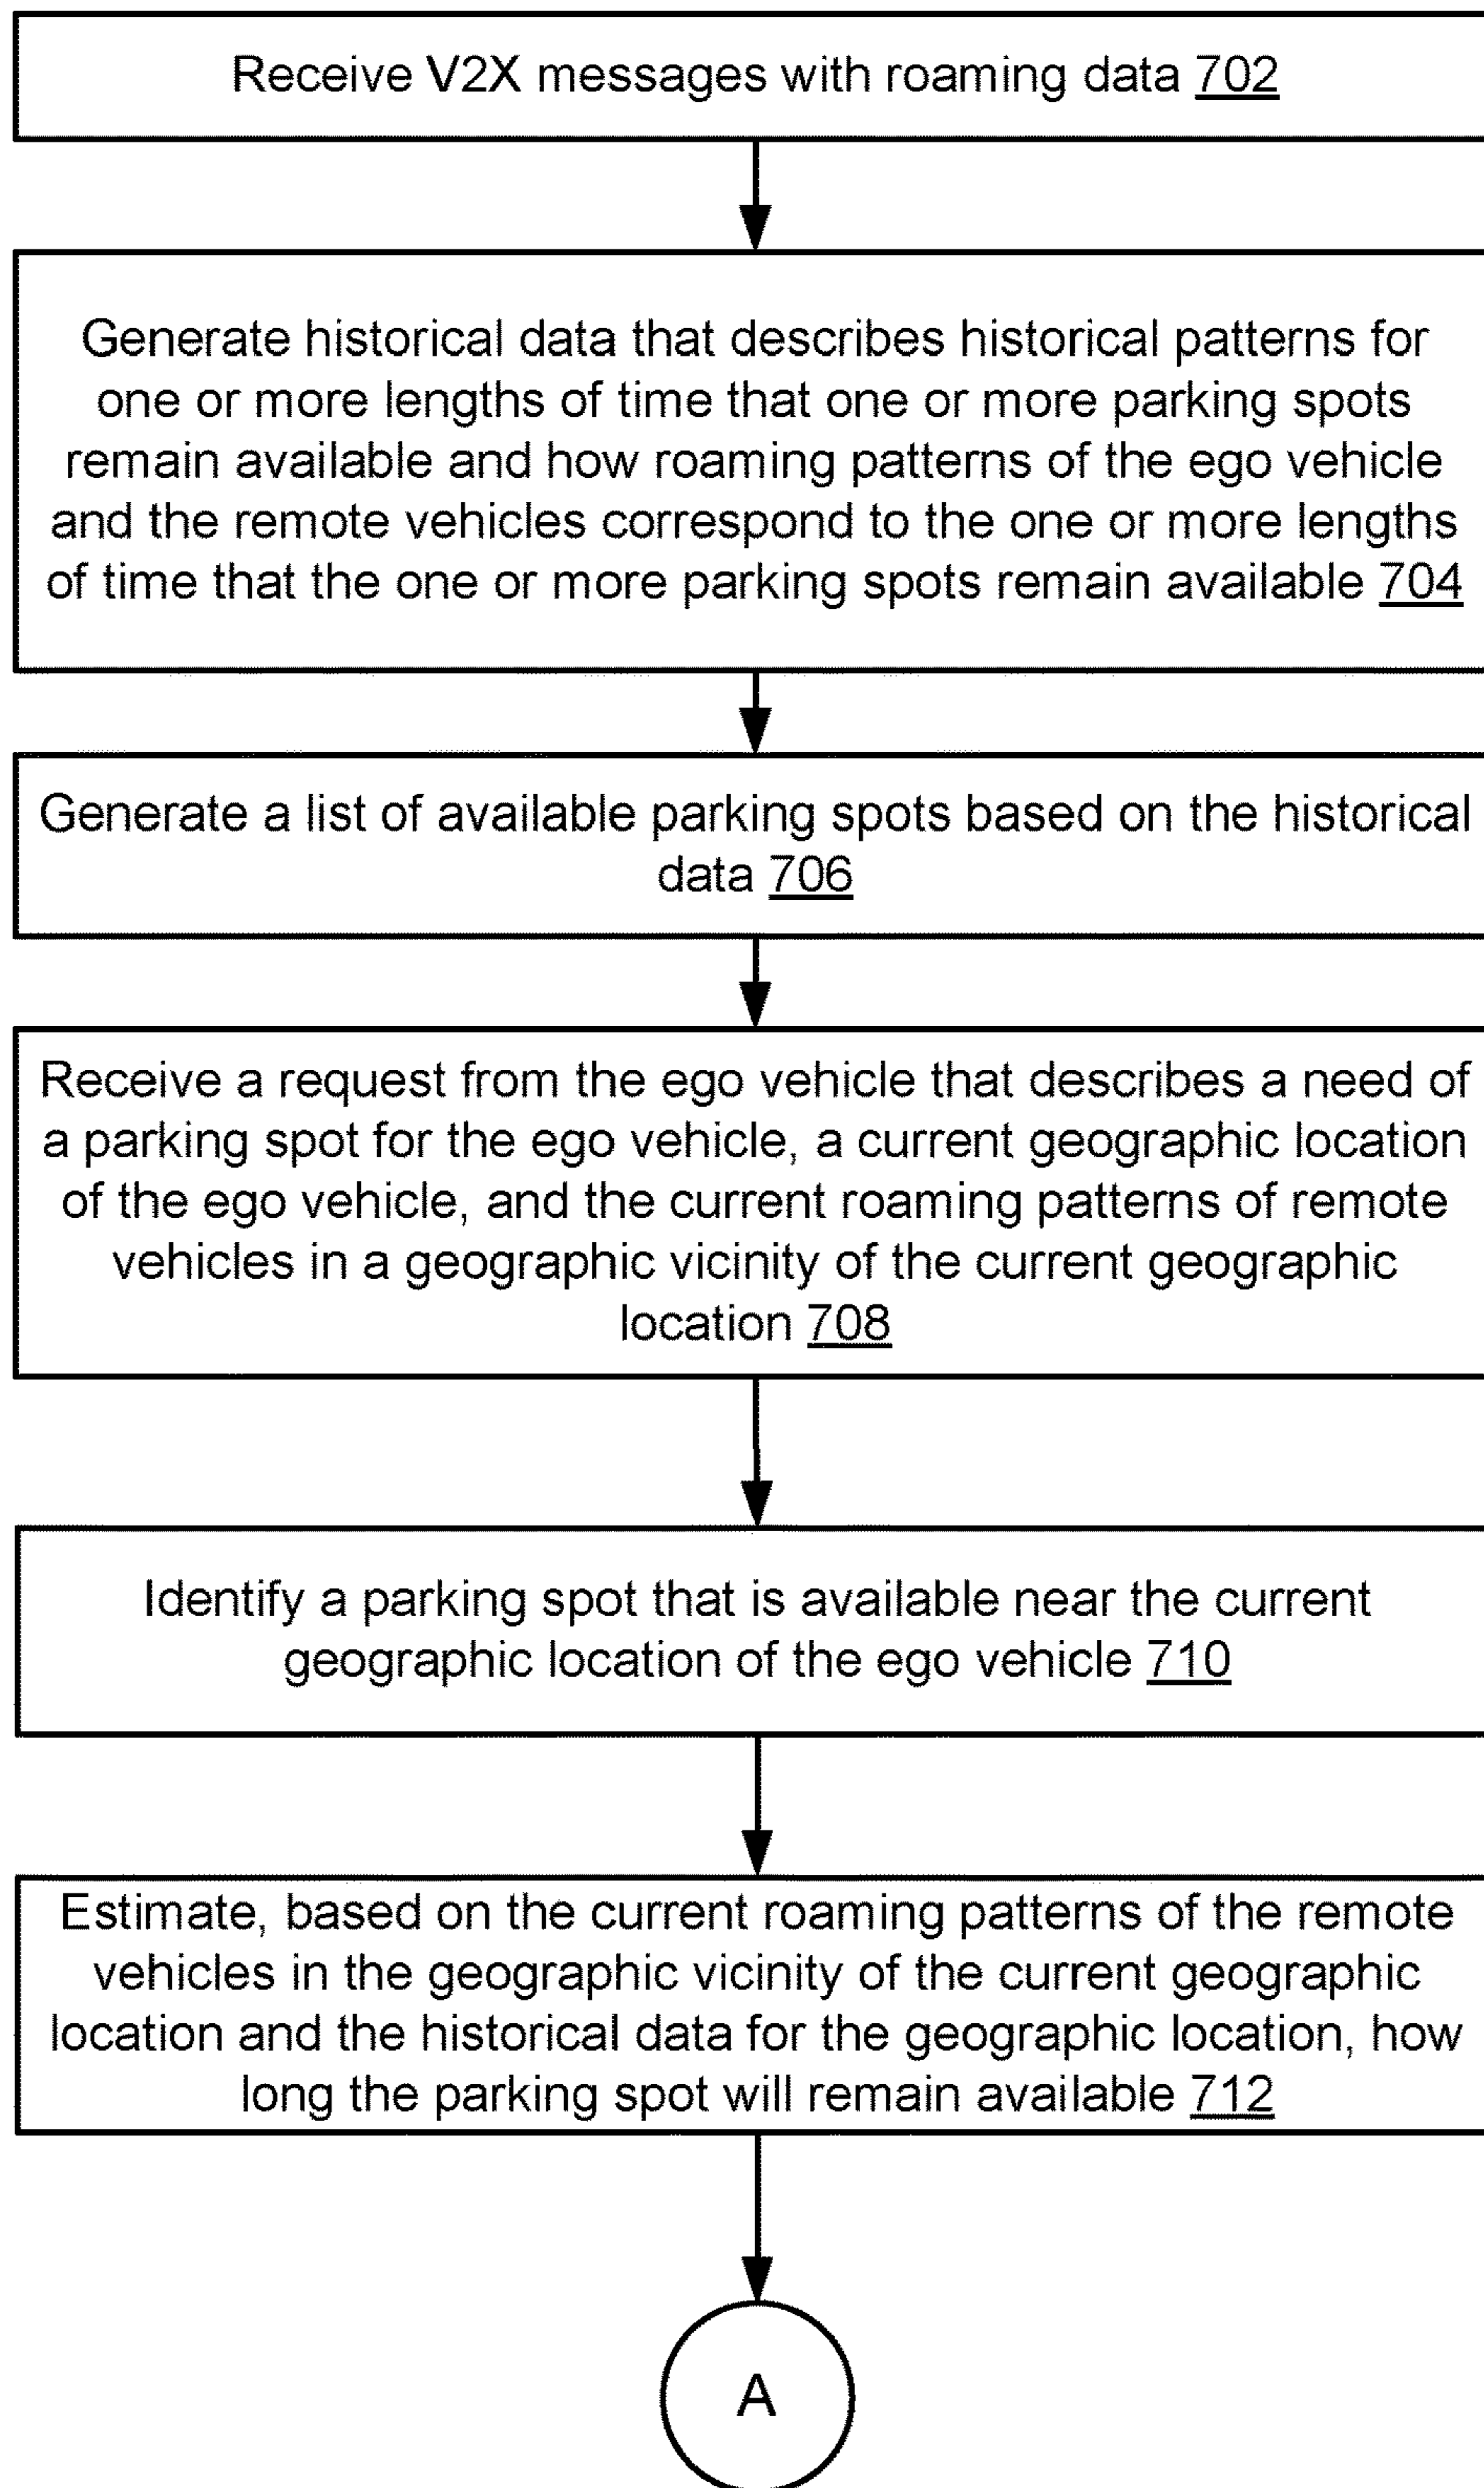 Receive V2X messages with roaming data 702
Generate historical data that describes historical patterns for
one or more lengths of time that one or more parking spots
remain available and how roaming patterns of the ego vehicle
and the remote vehicles correspond to the one or more lengths
of time that the one or more parking spots remain available 704
Generate a list of available parking spots based on the historical
data 706
Receive a request from the ego vehicle that describes a need of
a parking spot for the ego vehicle, a current geographic location
of the ego vehicle, and the current roaming patterns of remote
vehicles in a geographic vicinity of the current geographic
location 708
Identify a parking spot that is available near the current
geographic location of the ego vehicle 710
Estimate, based on the current roaming patterns of the remote
vehicles in the geographic vicinity of the current geographic
location and the historical data for the geographic location, how
long the parking spot will remain available 712
A